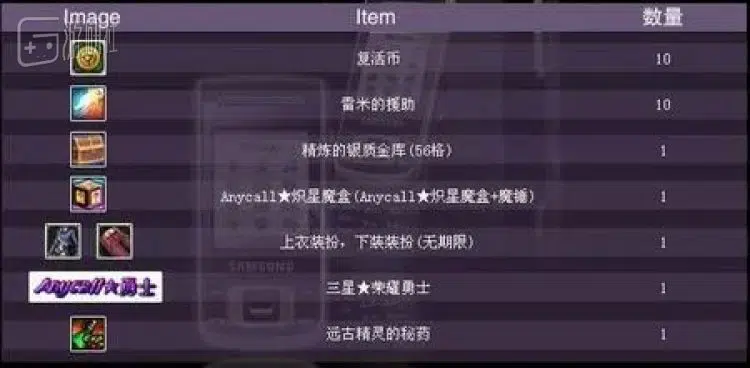 Image Item 数量
复活币 10
雷米的援助 10
精炼的银质金库(56格) 1
Anycall★炽星魔盒(Anycall★炽星魔盒+魔锤) 1
上衣装扮，下装装扮(无期限) 1
Anycall★勇士 三星★荣耀勇士 1
远古精灵的秘药 1
SAMSUNG